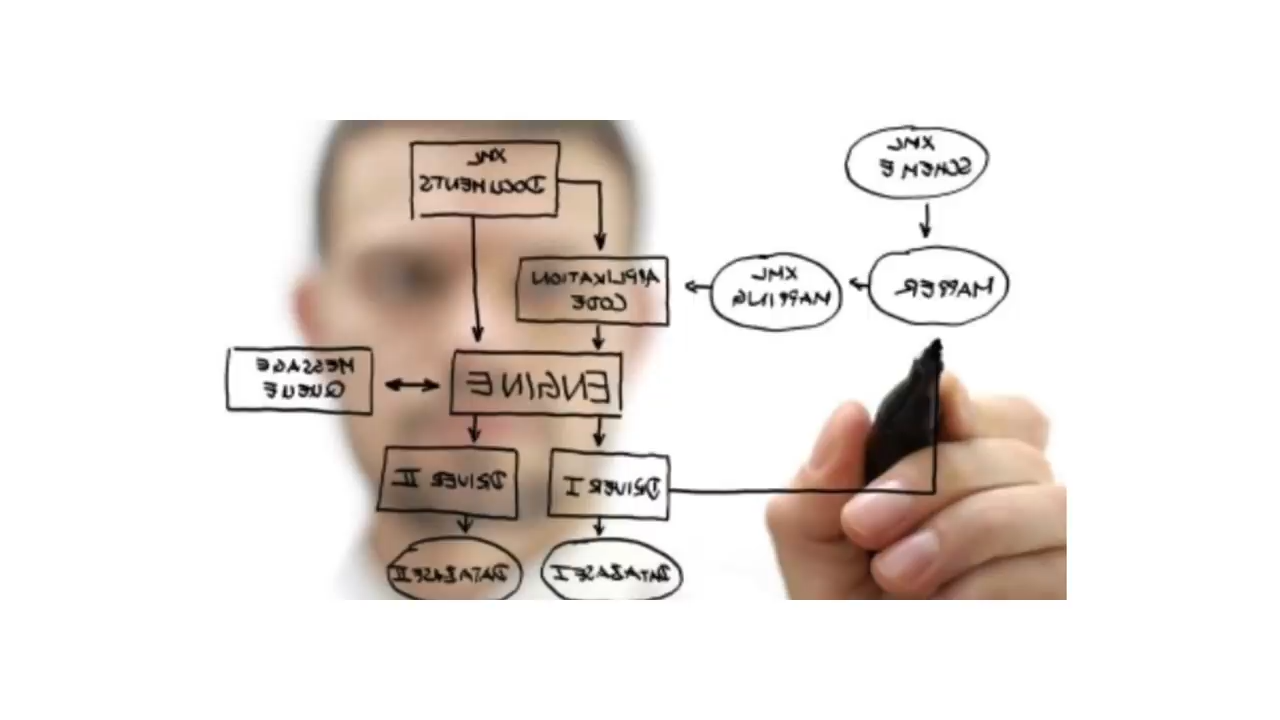 XML
DOCUMENTS
XML
SCHEME
APPLIKATION
CODE
XML
MAPPING
MAPPER
MESSAGE
QUEUE
ENGINE
DRIVER II
DRIVER I
DATABASE II
DATABASE I